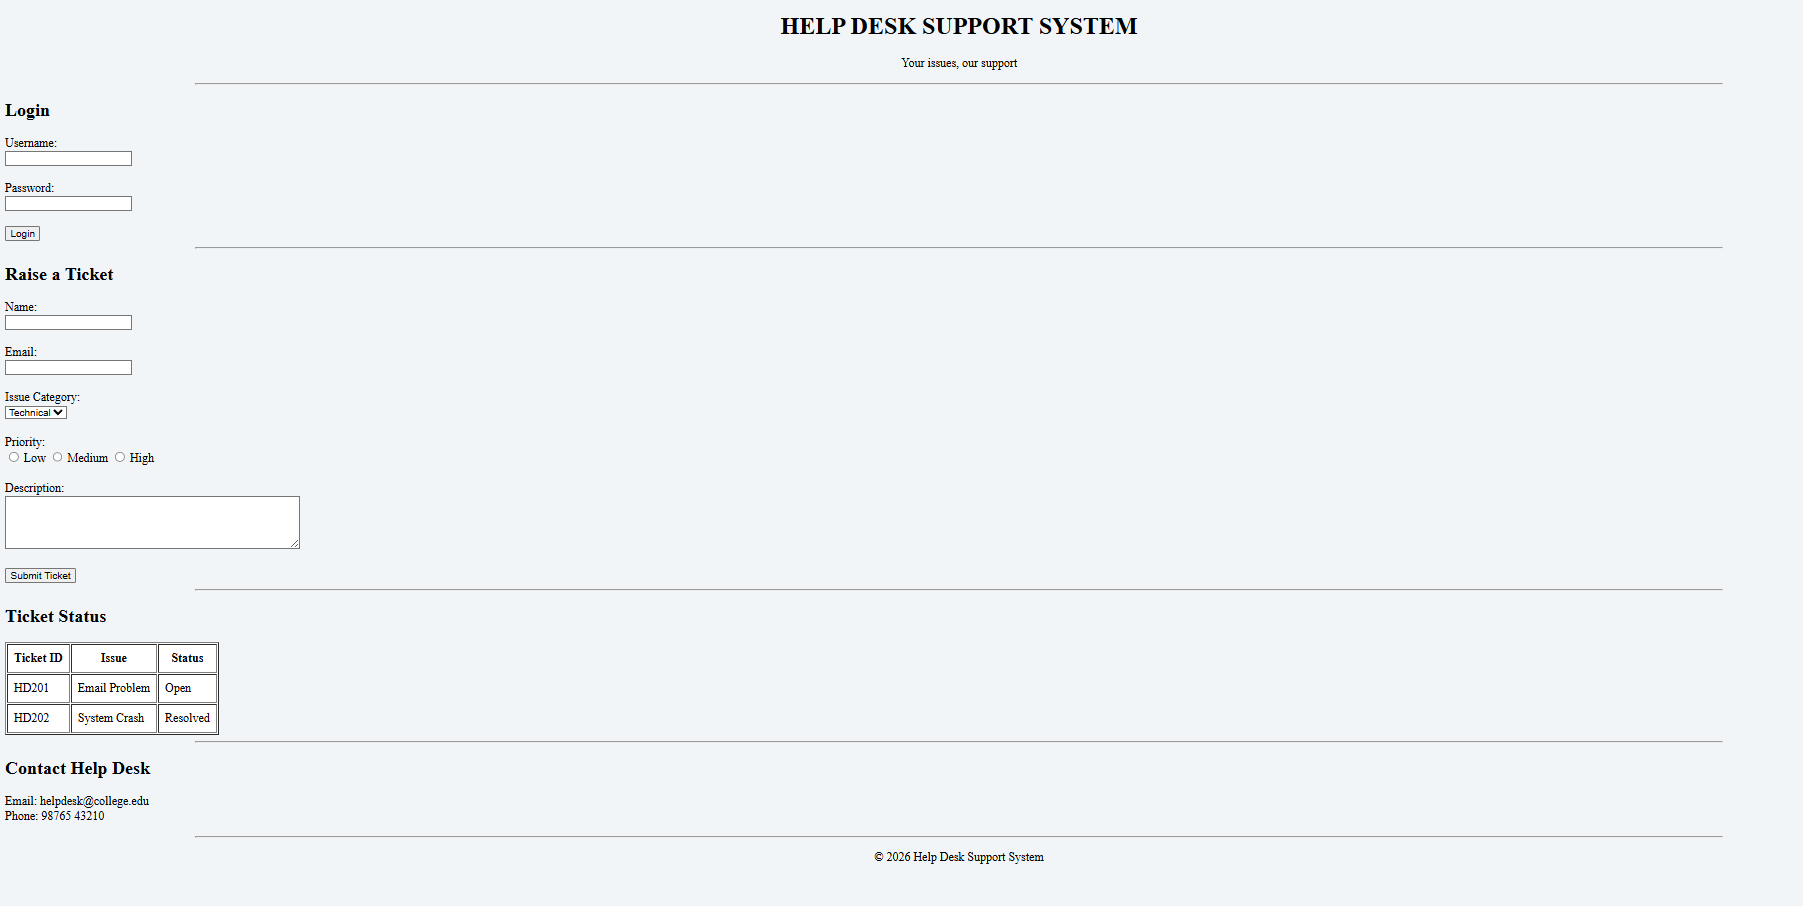 HELP DESK SUPPORT SYSTEM
Your issues, our support
Login
Username:
Password:
Login
Raise a Ticket
Name:
Email:
Issue Category:
Technical
Priority:
Low Medium High
Description:
Submit Ticket
Ticket Status
Ticket ID Issue Status
HD201 Email Problem Open
HD202 System Crash Resolved
Contact Help Desk
Email: helpdesk@college.edu
Phone: 98765 43210
© 2026 Help Desk Support System